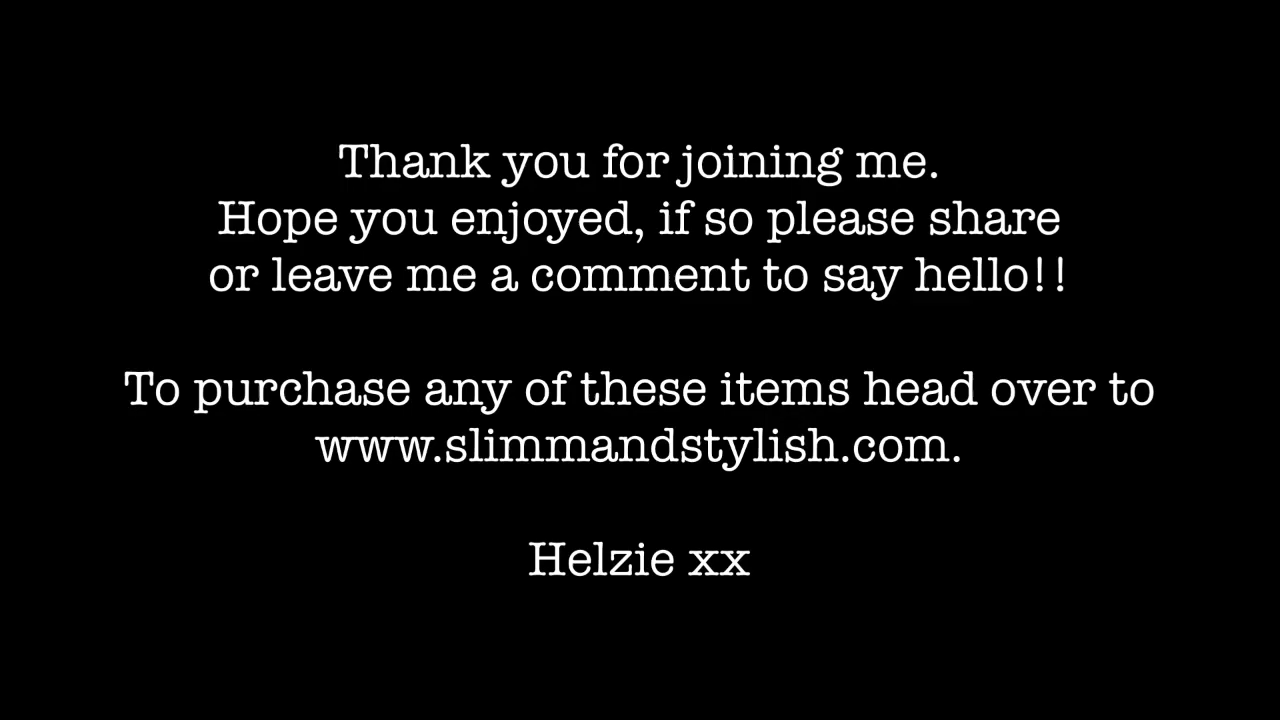 Thank you for joining me.
Hope you enjoyed, if so please share
or leave me a comment to say hello!!
To purchase any of these items head over to
www.slimmandstylish.com.
Helzie xx